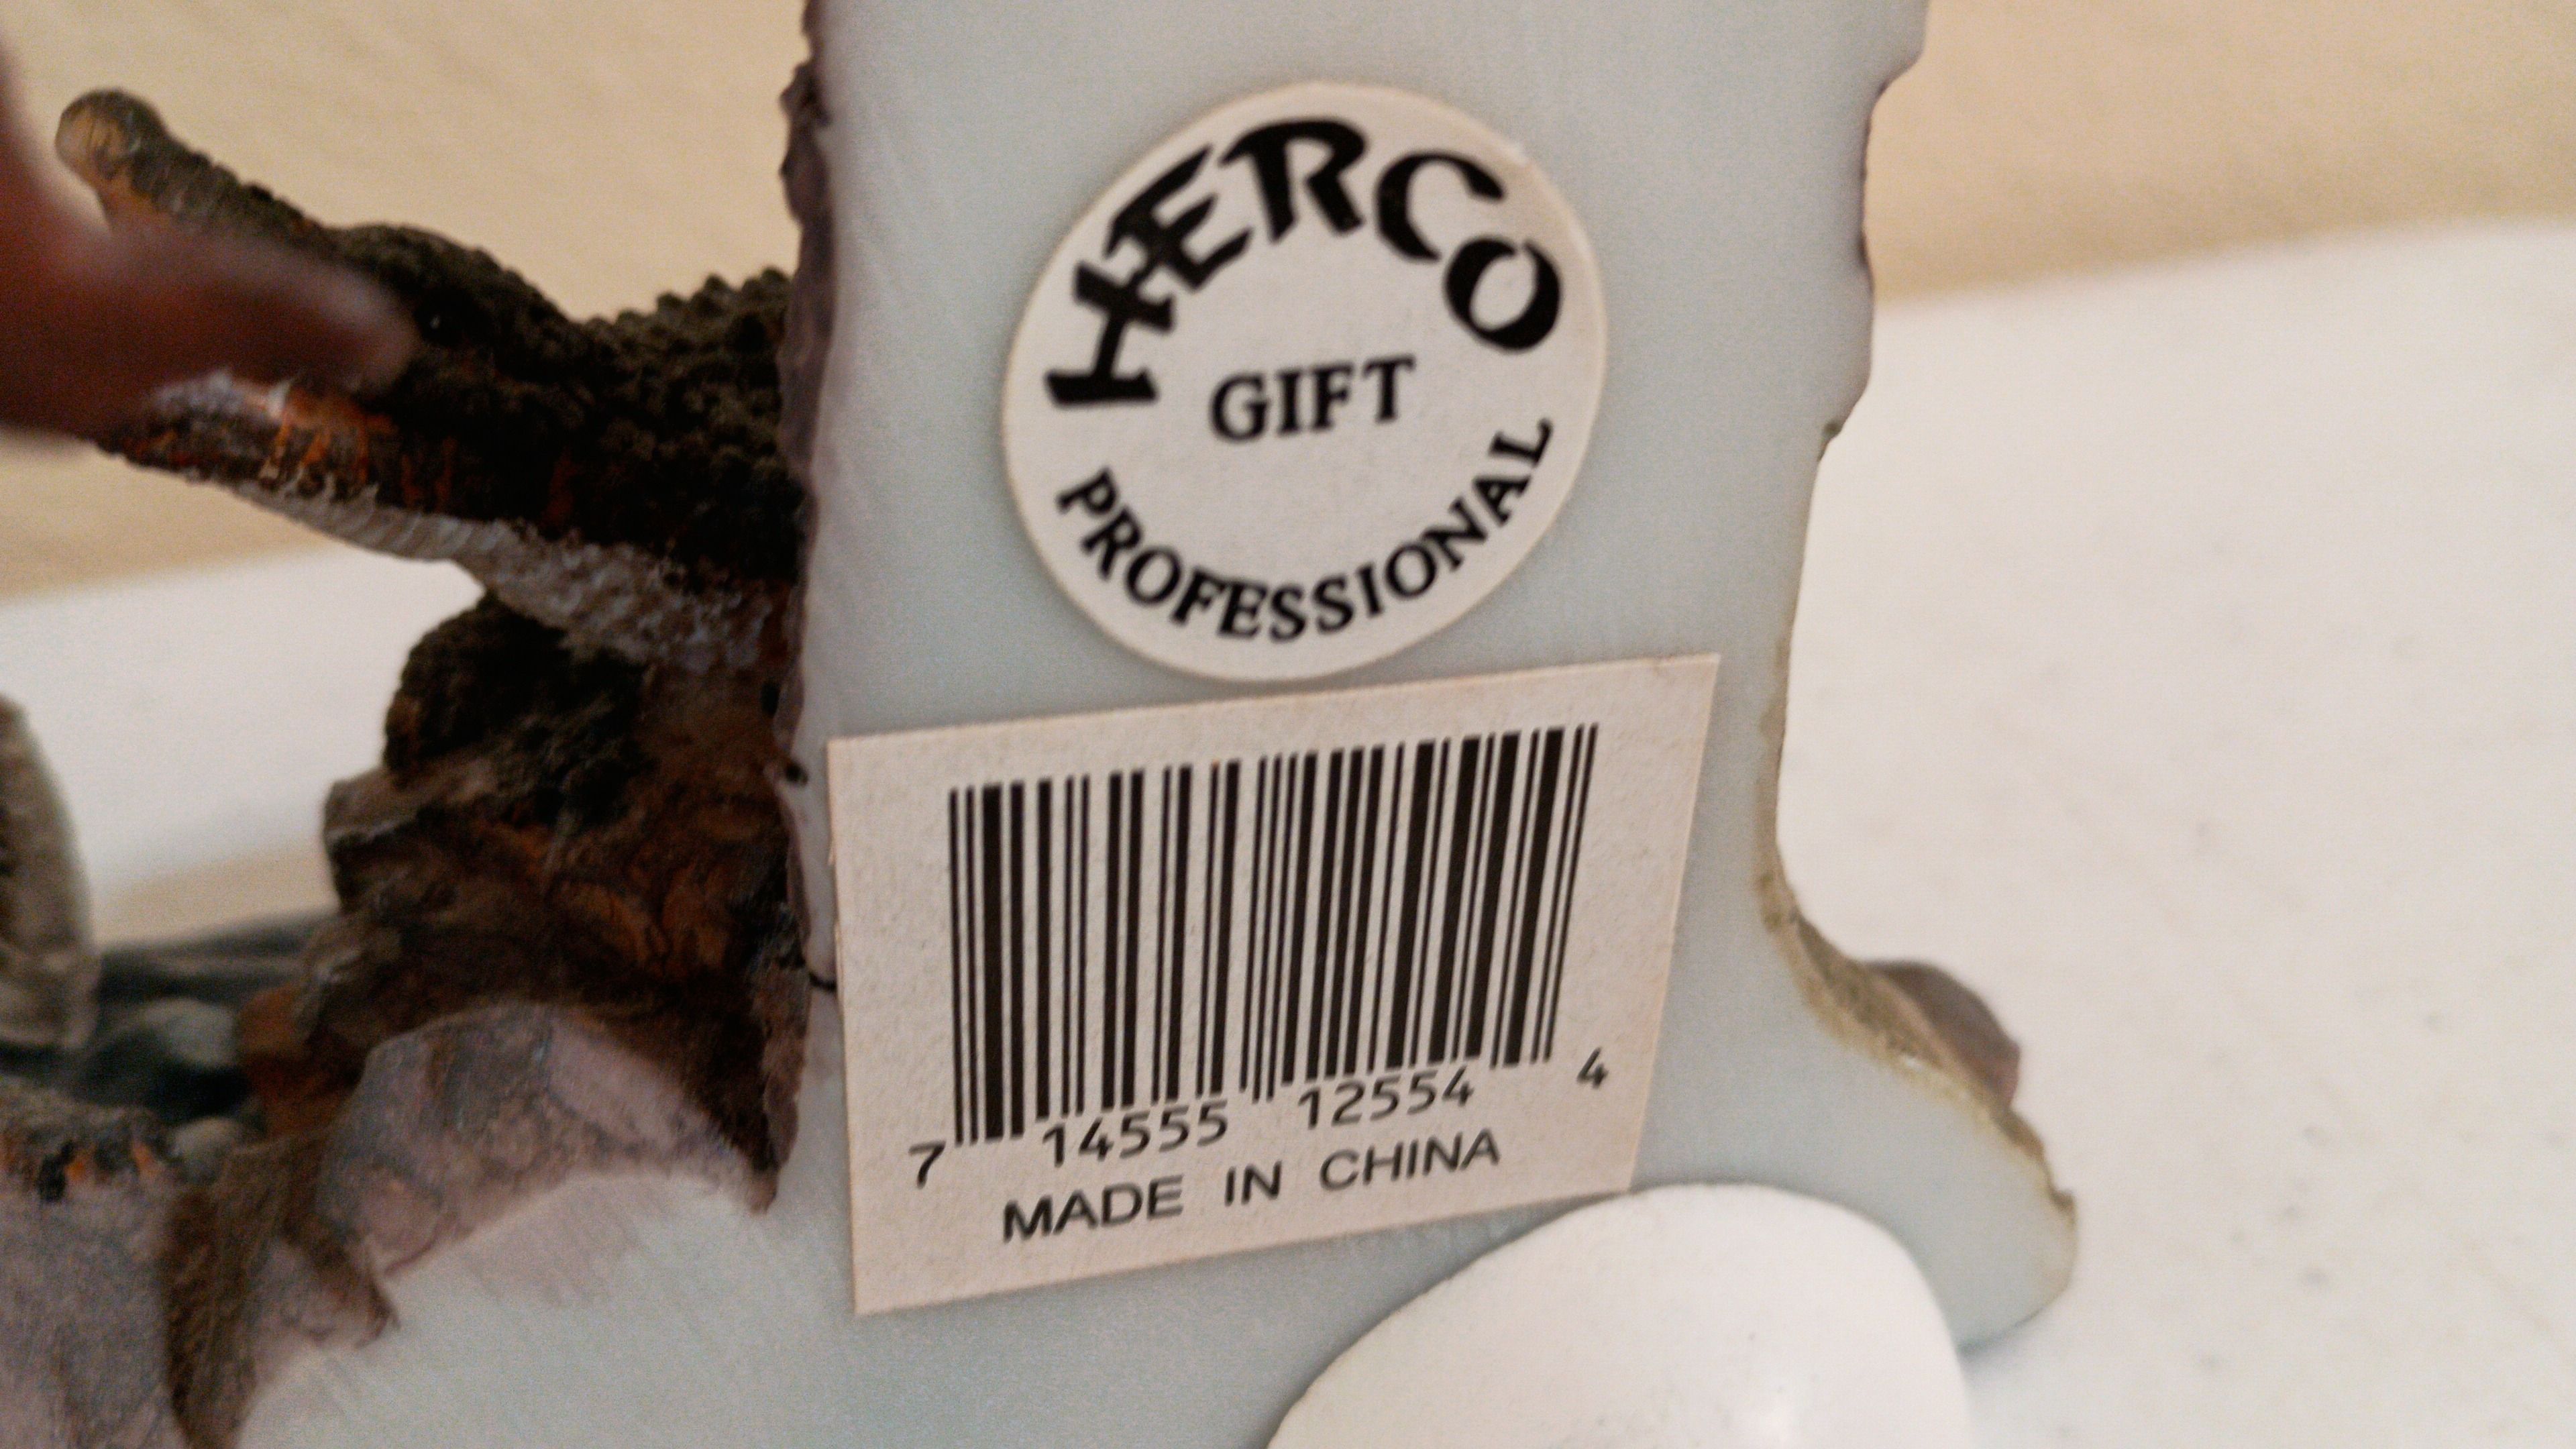 HERCO
GIFT
PROFESSIONAL
7 14555 12554 4
MADE IN CHINA